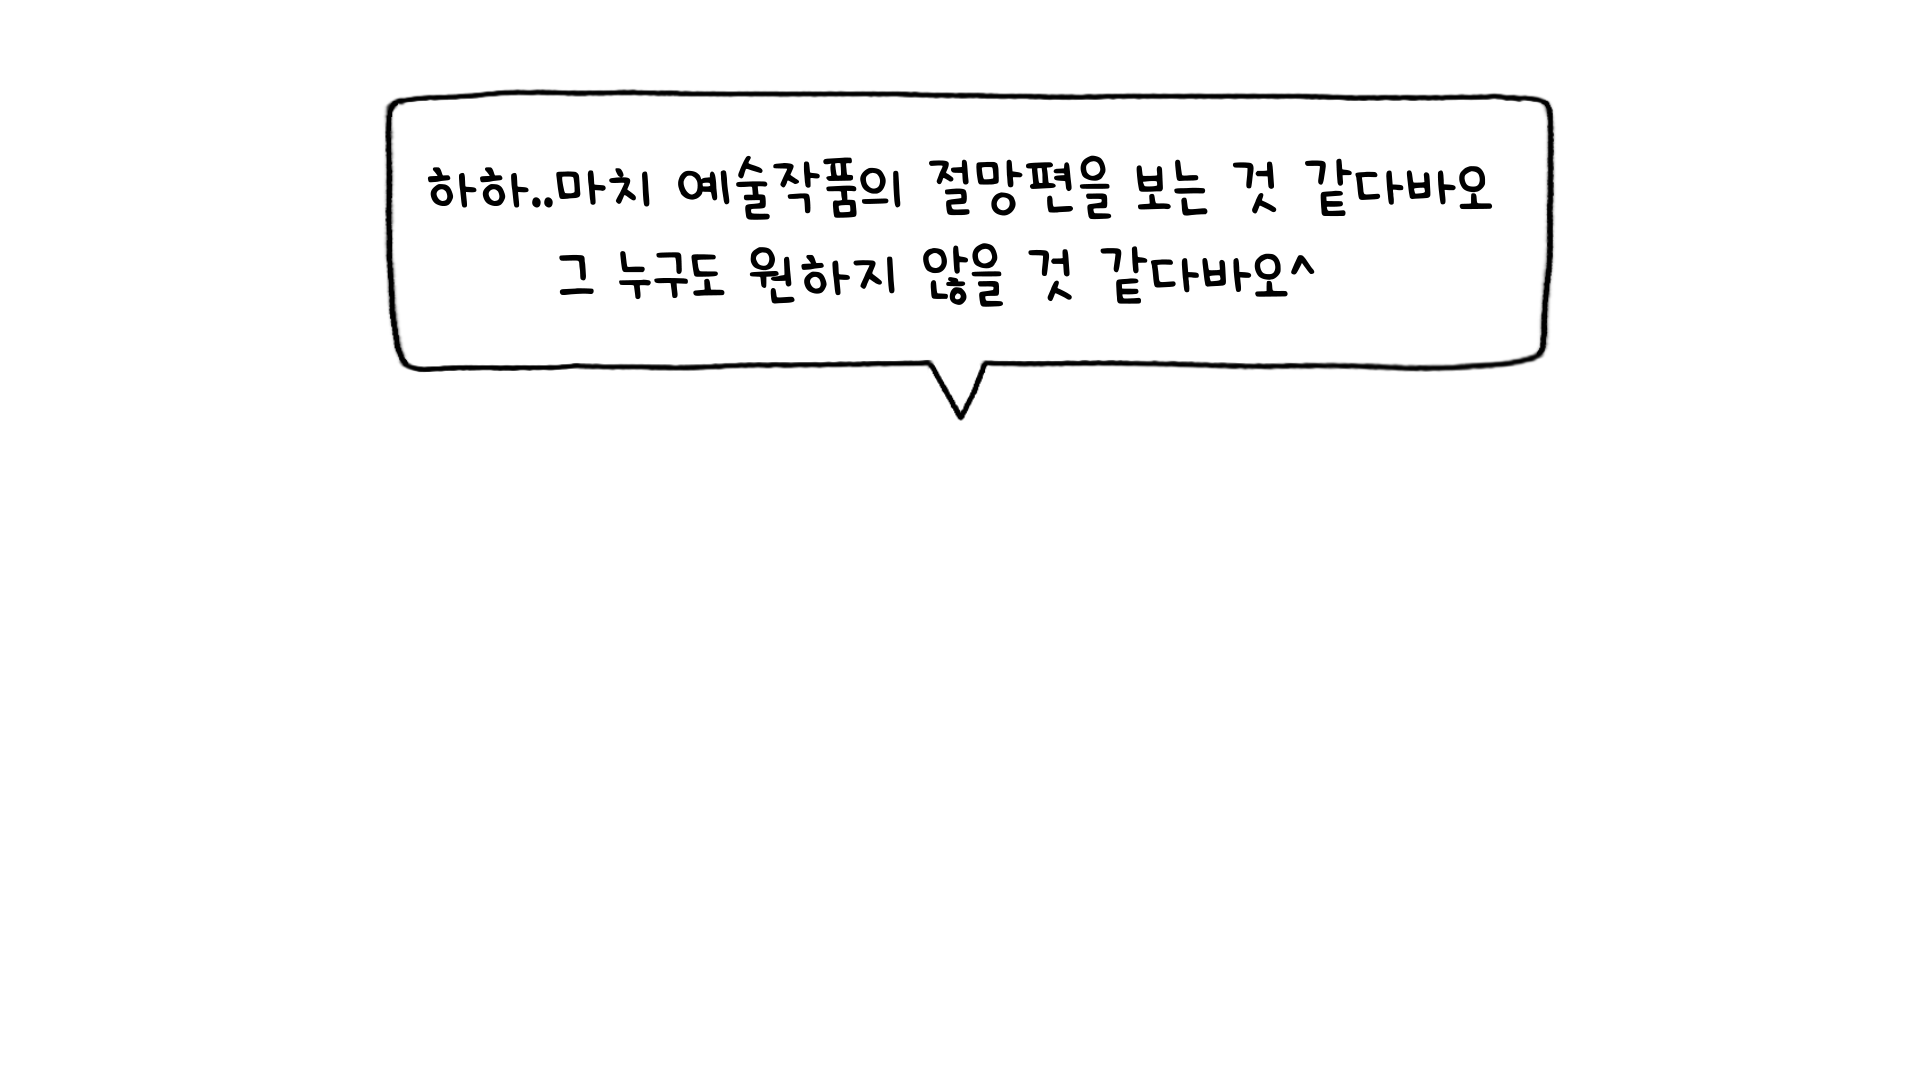 하하..마치 예술작품의 절망편을 보는 것 같다바오
그 누구도 원하지 않을 것 같다바오^